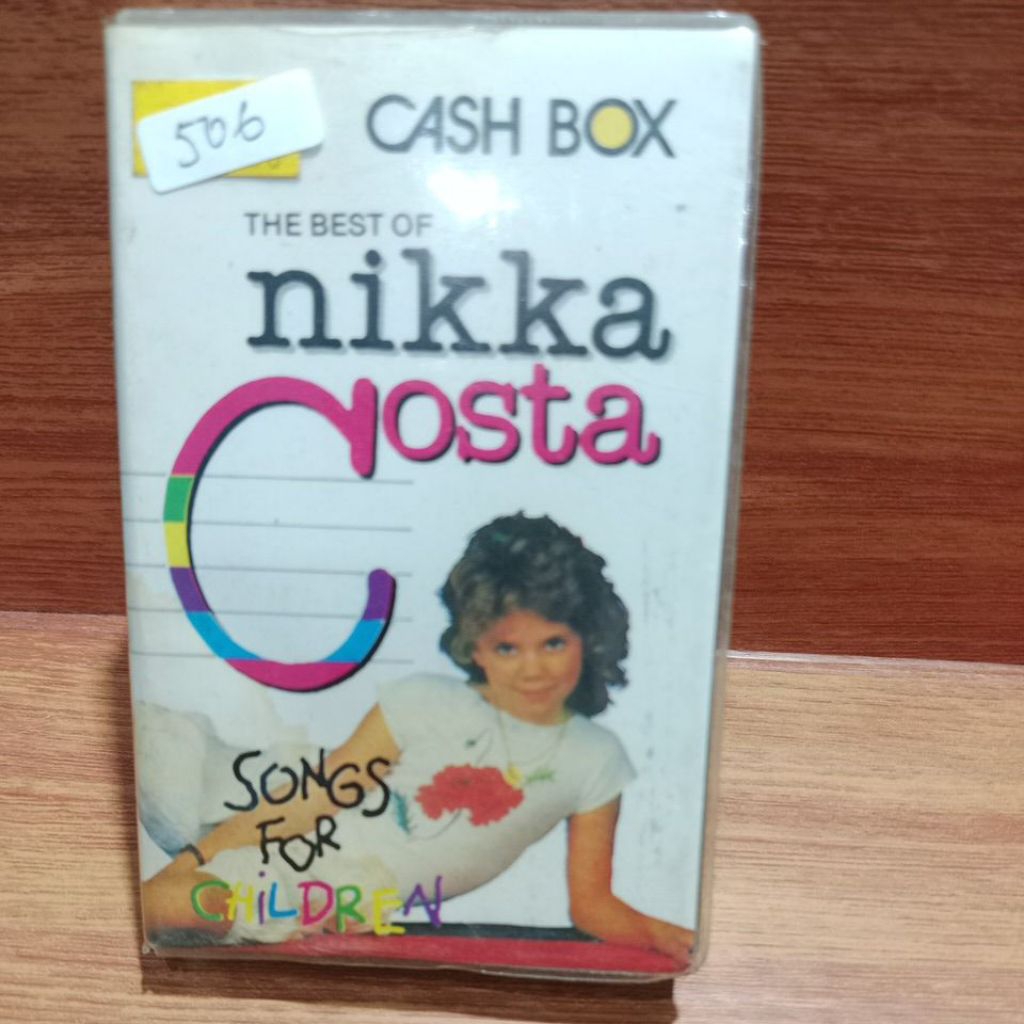 506
CASH BOX
THE BEST OF
nikka
Costa
SONGS
FOR
CHiLDREN